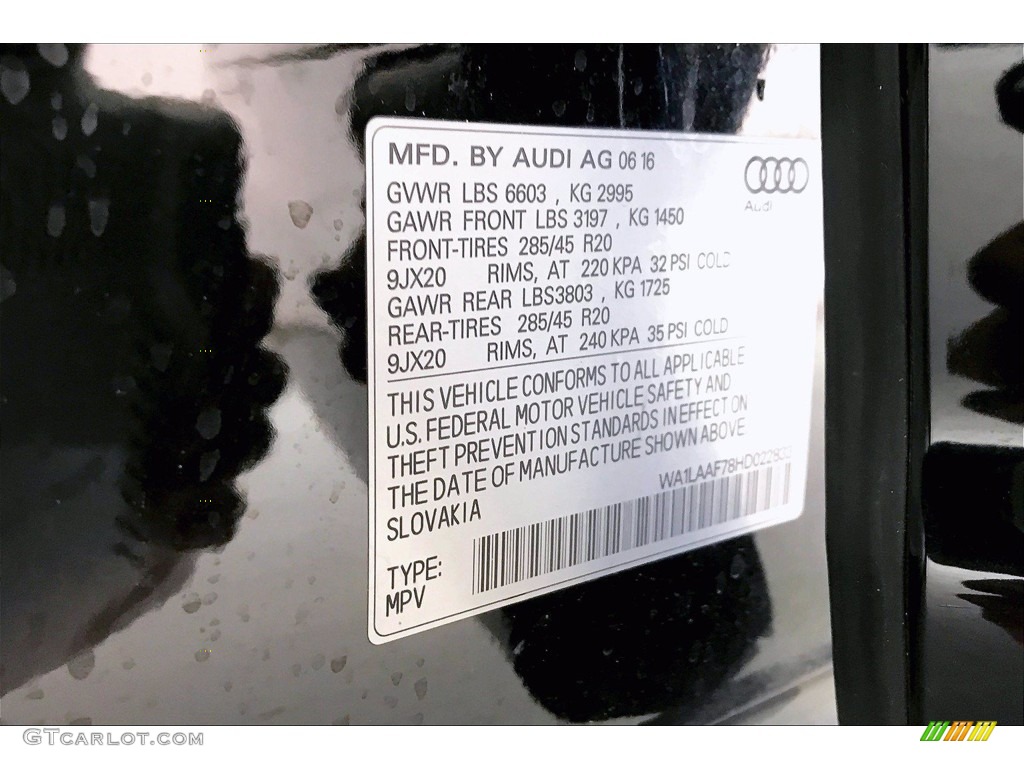 MFD. BY AUDI AG 06 16
Audi
GVWR LBS 6603 , KG 2995
GAWR FRONT LBS 3197 , KG 1450
FRONT-TIRES 285/45 R20
9JX20 RIMS, AT 220 KPA 32 PSI COLD
GAWR REAR LBS3803 , KG 1725
REAR-TIRES 285/45 R20
9JX20 RIMS, AT 240 KPA 35 PSI COLD
THIS VEHICLE CONFORMS TO ALL APPLICABLE
U.S. FEDERAL MOTOR VEHICLE SAFETY AND
THEFT PREVENTION STANDARDS IN EFFECT ON
THE DATE OF MANUFACTURE SHOWN ABOVE
SLOVAKIA
TYPE:
MPV
GTcarlot.com